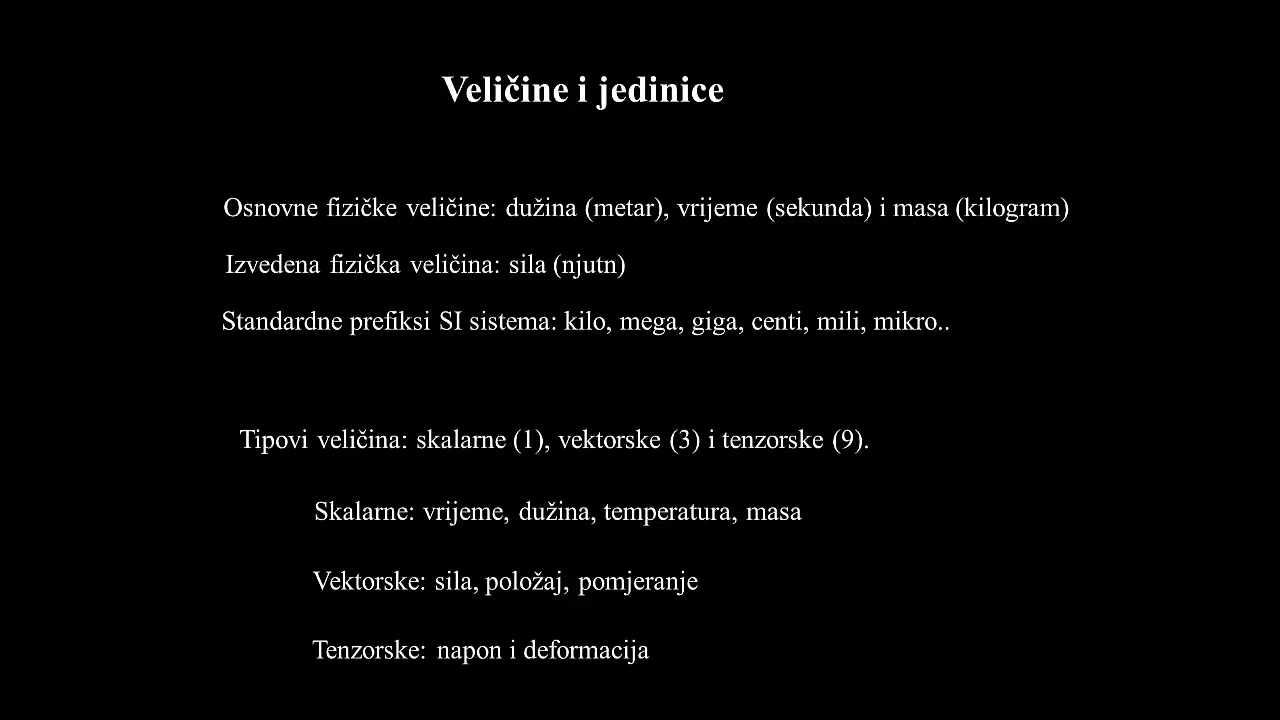 Veličine i jedinice
Osnovne fizičke veličine: dužina (metar), vrijeme (sekunda) i masa (kilogram)
Izvedena fizička veličina: sila (njutn)
Standardne prefiksi SI sistema: kilo, mega, giga, centi, mili, mikro..
Tipovi veličina: skalarne (1), vektorske (3) i tenzorske (9).
Skalarne: vrijeme, dužina, temperatura, masa
Vektorske: sila, položaj, pomjeranje
Tenzorske: napon i deformacija